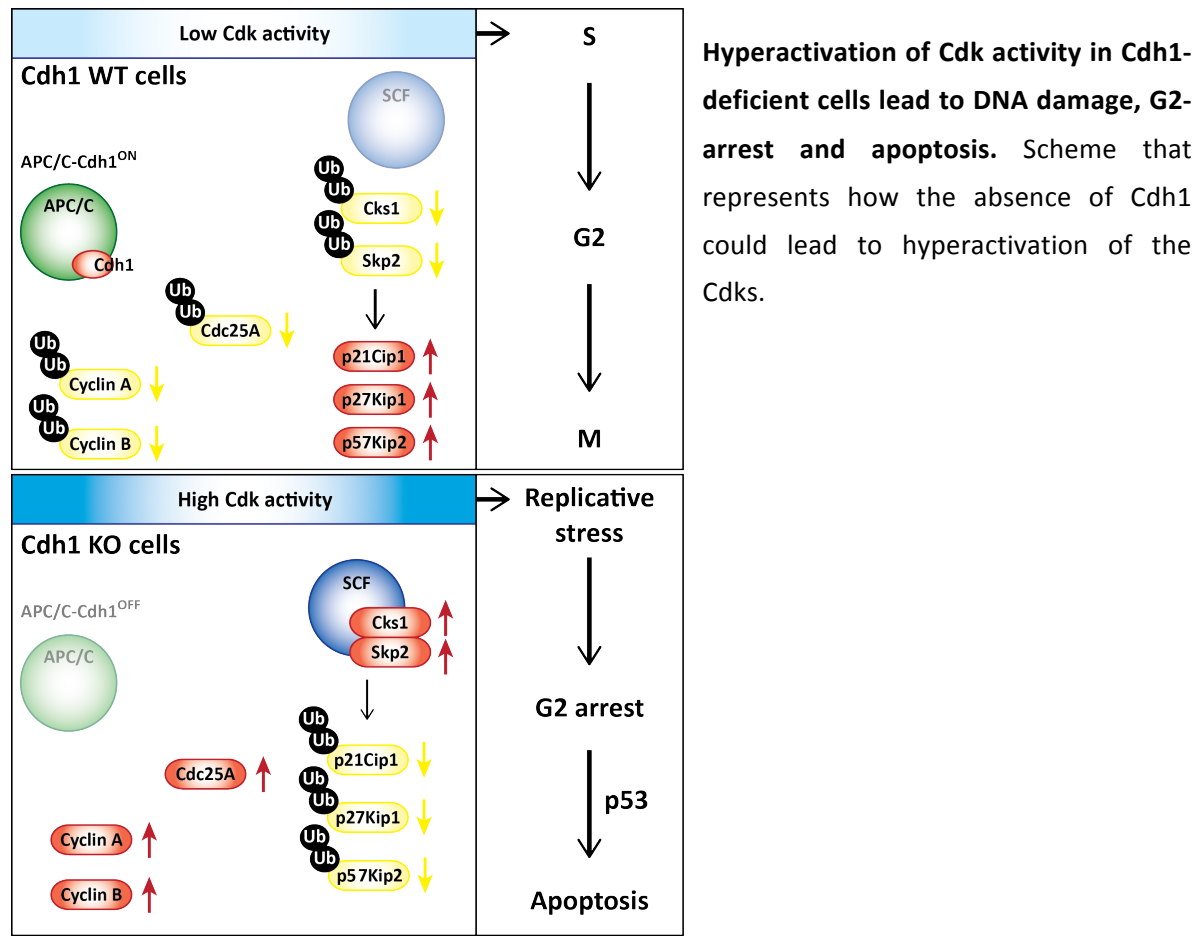 Low Cdk activity
Cdh1 WT cells
SCF
APC/C-Cdh1ON
APC/C
Cdh1
Ub
Ub
Cks1
Ub
Ub
Skp2
Ub
Ub
Cdc25A
Ub
Ub
Cyclin A
Ub
Ub
Cyclin B
p21Cip1
p27Kip1
p57Kip2
S
G2
M
High Cdk activity
Cdh1 KO cells
APC/C-Cdh1OFF
APC/C
SCF
Cks1
Skp2
Cdc25A
Cyclin A
Cyclin B
Ub
Ub
p21Cip1
Ub
Ub
p27Kip1
Ub
Ub
p57Kip2
Replicative
stress
G2 arrest
p53
Apoptosis
Hyperactivation of Cdk activity in Cdh1-
deficient cells lead to DNA damage, G2-
arrest and apoptosis. Scheme that
represents how the absence of Cdh1
could lead to hyperactivation of the
Cdks.